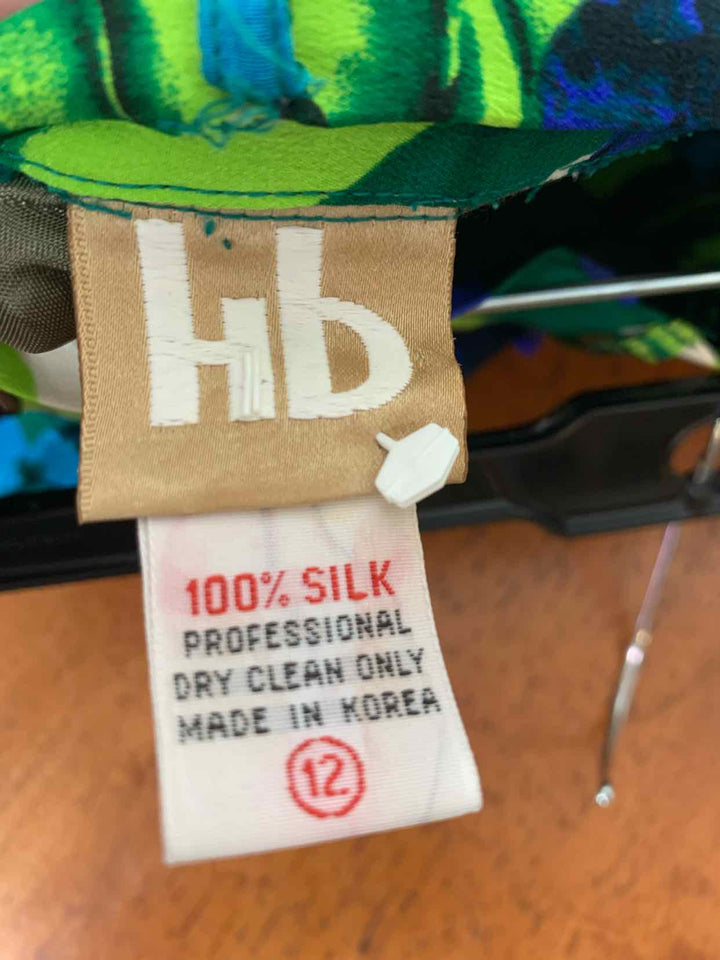 hb
100% SILK
PROFESSIONAL
DRY CLEAN ONLY
MADE IN KOREA
12